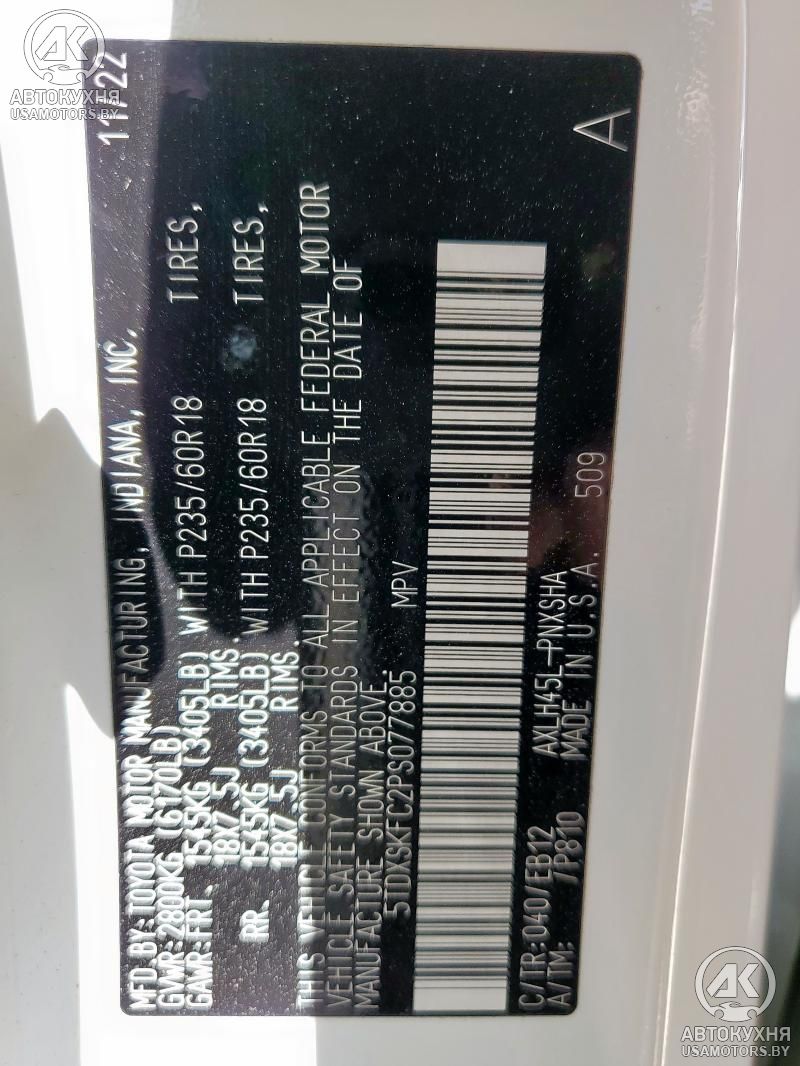 MFD BY:TOYOTA MOTOR MANUFACTURING, INDIANA, INC. 11/22
GVWR:2800KG (6170LB)
GAWR:FRT. 1545KG (3405LB) WITH P235/60R18 TIRES,
18X7.5J RIMS.
RR. 1545KG (3405LB) WITH P235/60R18 TIRES,
18X7.5J RIMS.
THIS VEHICLE CONFORMS TO ALL APPLICABLE FEDERAL MOTOR
VEHICLE SAFETY STANDARDS IN EFFECT ON THE DATE OF
MANUFACTURE SHOWN ABOVE.
5TDXSKFC2PS077885 MPV
C/TR:040/EB12 AXLH45L-PNXSHA
A/TM: /P810 MADE IN U.S.A. 509 A
AK
АВТОКУХНЯ
USAMOTORS.BY
AK
АВТОКУХНЯ
USAMOTORS.BY